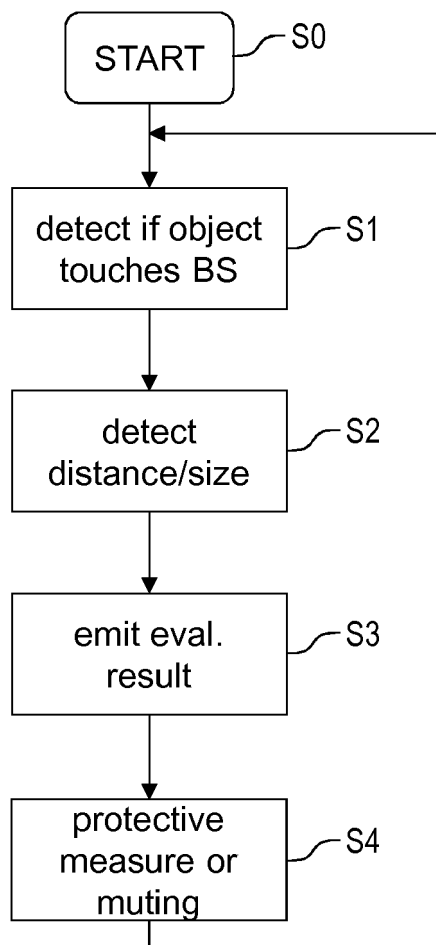 START
S0
detect if object
touches BS
S1
detect
distance/size
S2
emit eval.
result
S3
protective
measure or
muting
S4